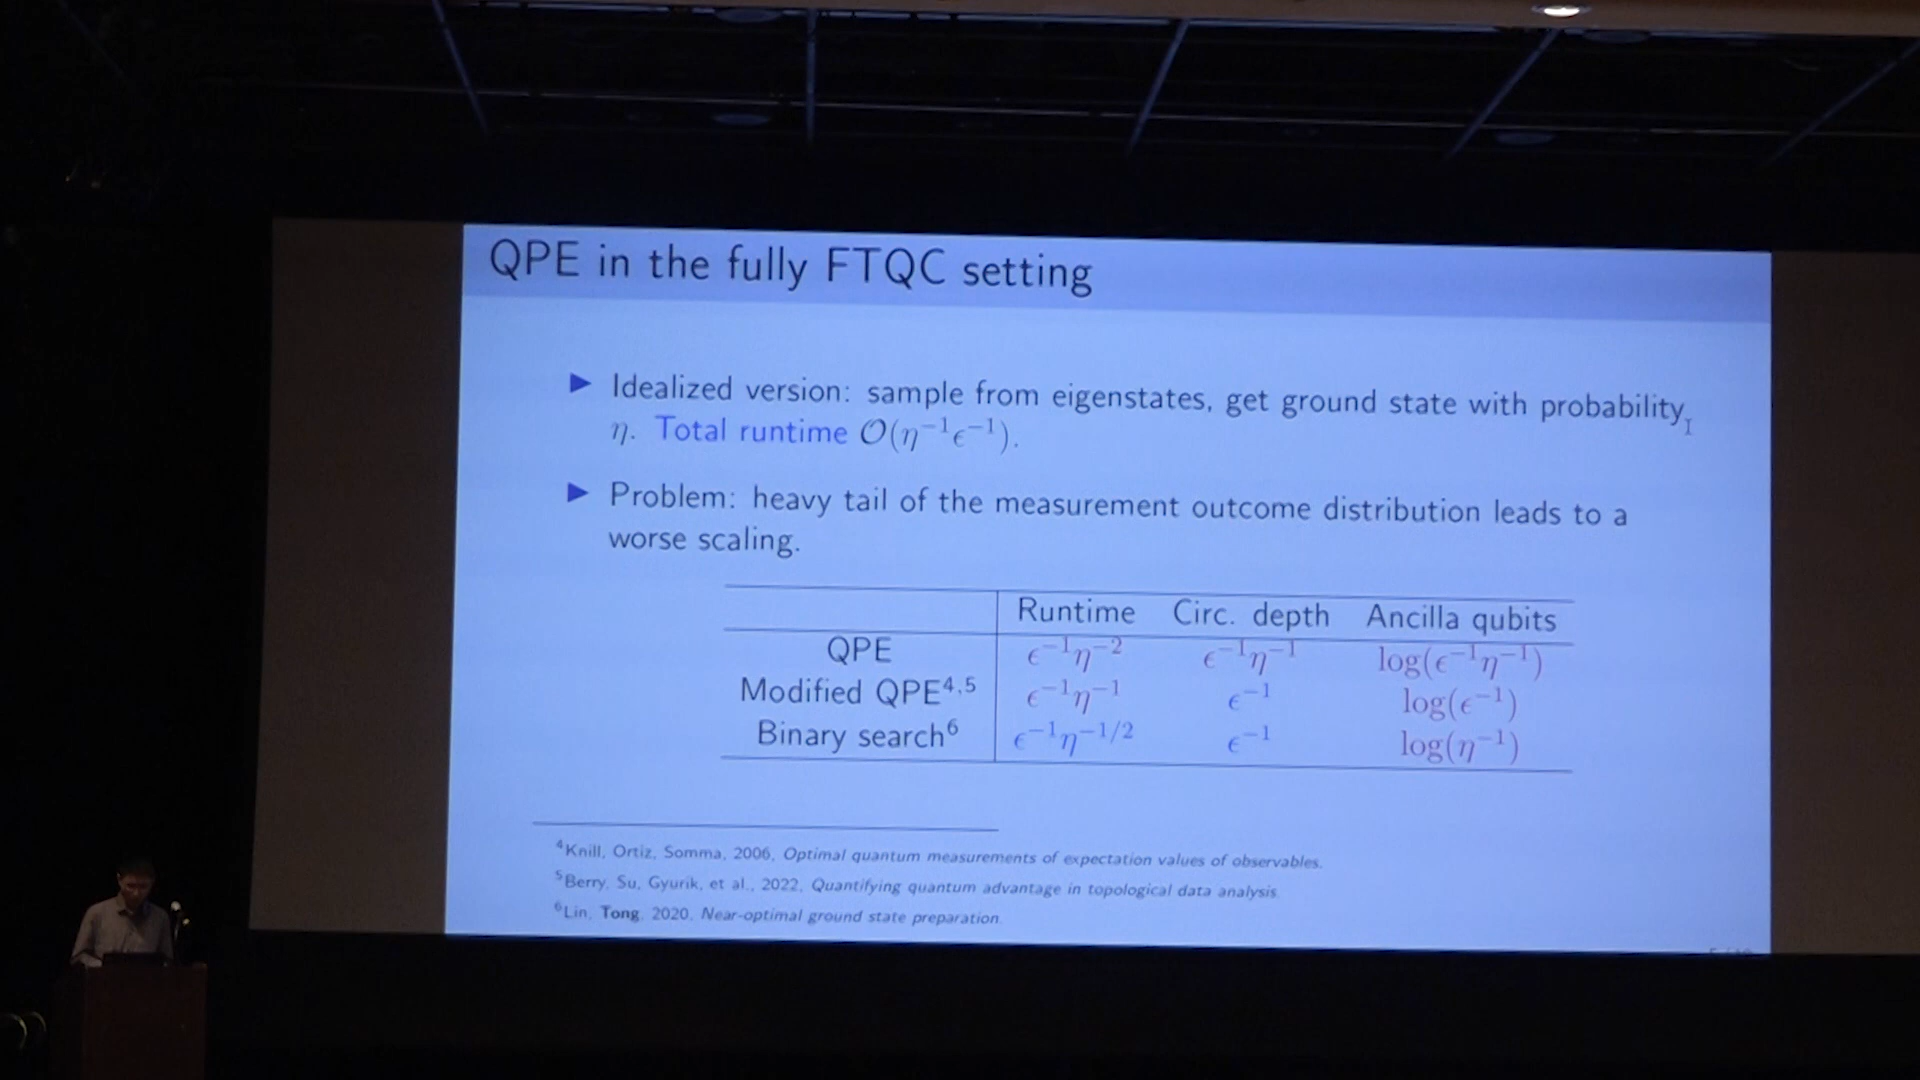 QPE in the fully FTQC setting
▶ Idealized version: sample from eigenstates, get ground state with probability
η. Total runtime 𝒪(η⁻¹ϵ⁻¹).
▶ Problem: heavy tail of the measurement outcome distribution leads to a
worse scaling.
Runtime Circ. depth Ancilla qubits
QPE ϵ⁻¹η⁻² ϵ⁻¹η⁻¹ log(ϵ⁻¹η⁻¹)
Modified QPE⁴·⁵ ϵ⁻¹η⁻¹ ϵ⁻¹ log(ϵ⁻¹)
Binary search⁶ ϵ⁻¹η⁻¹/² ϵ⁻¹ log(η⁻¹)
⁴Knill, Ortiz, Somma, 2006, Optimal quantum measurements of expectation values of observables.
⁵Berry, Su, Gyurik, et al., 2022, Quantifying quantum advantage in topological data analysis.
⁶Lin, Tong, 2020, Near-optimal ground state preparation.